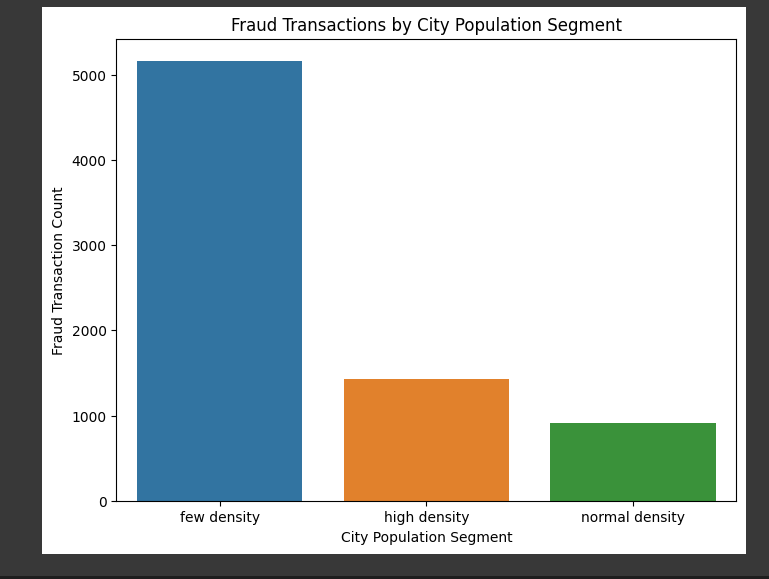 Fraud Transactions by City Population Segment
Fraud Transaction Count
5000
4000
3000
2000
1000
0
few density
high density
normal density
City Population Segment